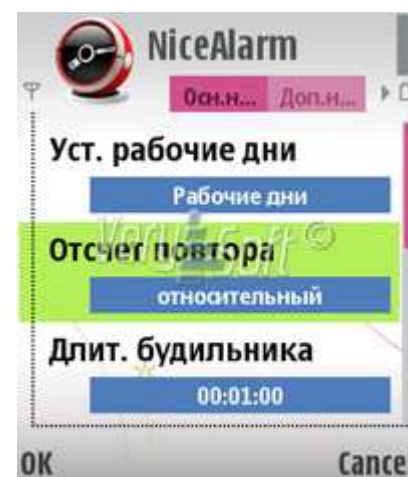 NiceAlarm
Осн.н... Доп.н...
Уст. рабочие дни
Рабочие дни
Отсчет повтора
относительный
Длит. будильника
00:01:00
OK Cance